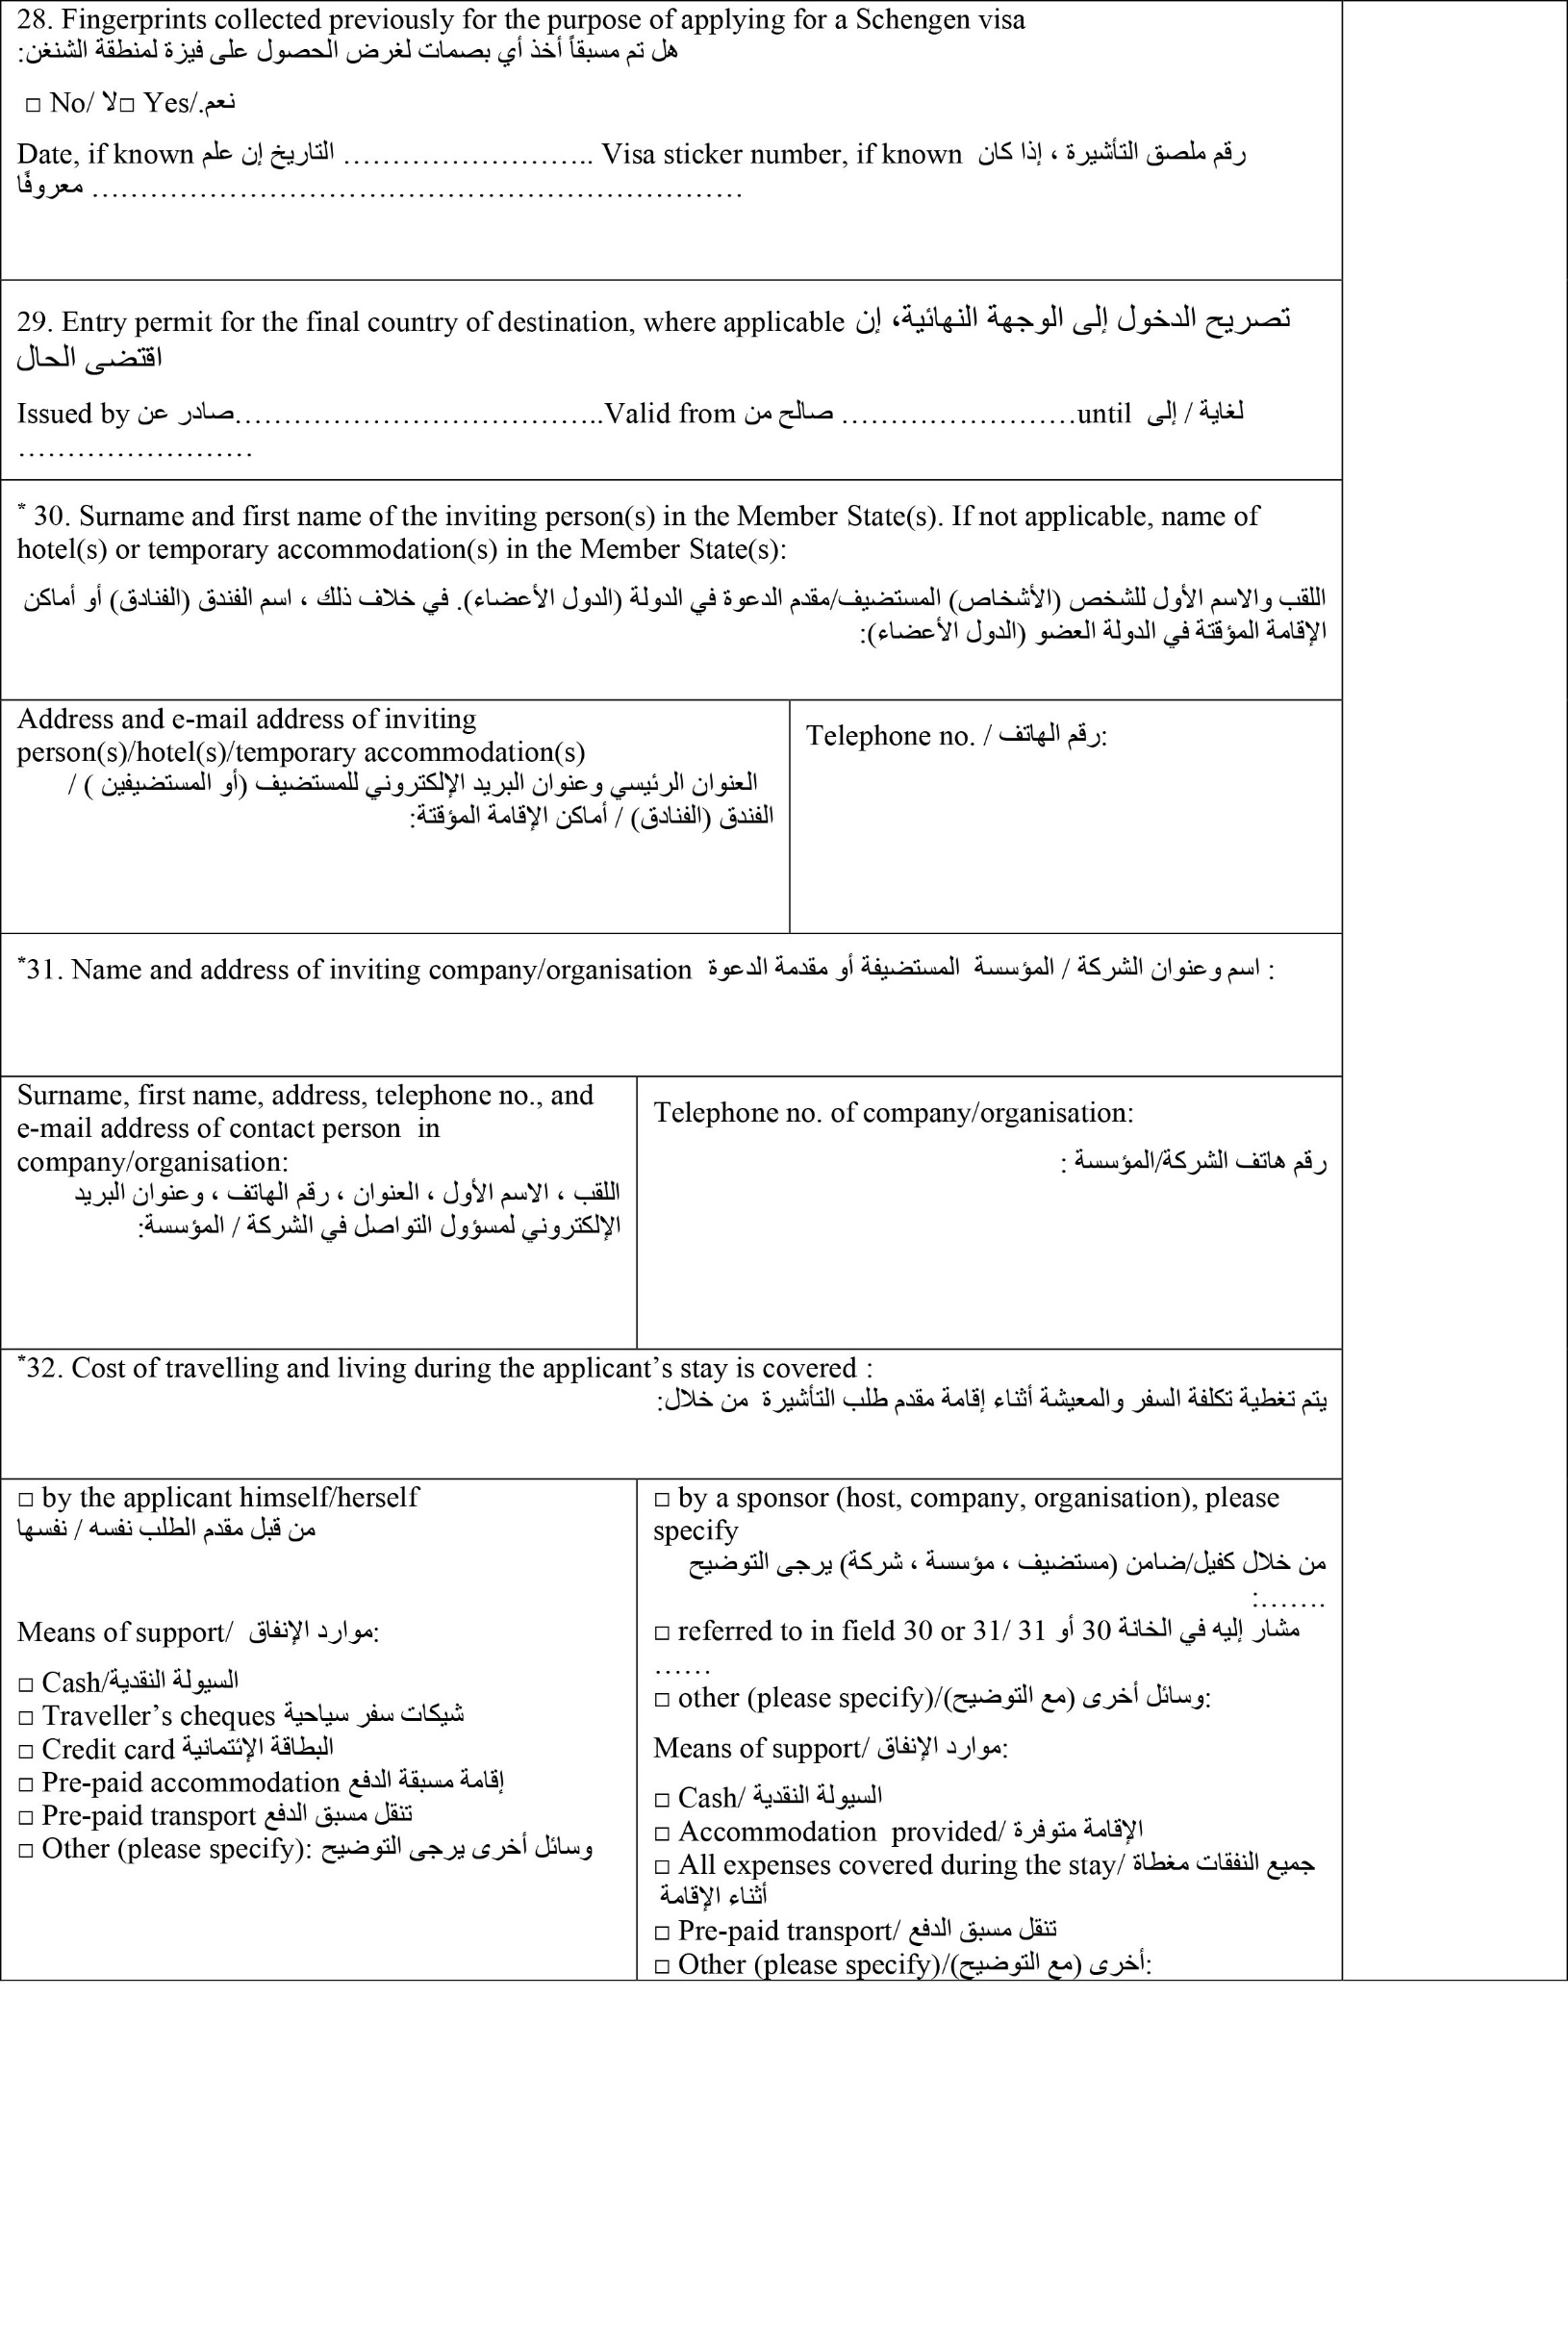 28. Fingerprints collected previously for the purpose of applying for a Schengen visa
هل تم مسبقاً أخذ أي بصمات لغرض الحصول على فيزة لمنطقة الشنغن:
□ No/ لا□ Yes/.نعم
Date, if known التاريخ إن علم …………………….. Visa sticker number, if known رقم ملصق التأشيرة ، إذا كان
معروفًا …………………………………………………………
29. Entry permit for the final country of destination, where applicable تصريح الدخول إلى الوجهة النهائية، إن
اقتضى الحال
Issued by صادر عن………………………………..Valid from صالح من ……………………until لغاية / إلى
……………………
* 30. Surname and first name of the inviting person(s) in the Member State(s). If not applicable, name of
hotel(s) or temporary accommodation(s) in the Member State(s):
اللقب والاسم الأول للشخص (الأشخاص) المستضيف/مقدم الدعوة في الدولة (الدول الأعضاء). في خلاف ذلك ، اسم الفندق (الفنادق) أو أماكن
الإقامة المؤقتة في الدولة العضو (الدول الأعضاء):
Address and e-mail address of inviting
person(s)/hotel(s)/temporary accommodation(s)
العنوان الرئيسي وعنوان البريد الإلكتروني للمستضيف (أو المستضيفين ) /
الفندق (الفنادق) / أماكن الإقامة المؤقتة:
Telephone no. / رقم الهاتف:
*31. Name and address of inviting company/organisation اسم وعنوان الشركة / المؤسسة المستضيفة أو مقدمة الدعوة :
Surname, first name, address, telephone no., and
e-mail address of contact person in
company/organisation:
اللقب ، الاسم الأول ، العنوان ، رقم الهاتف ، وعنوان البريد
الإلكتروني لمسؤول التواصل في الشركة / المؤسسة:
Telephone no. of company/organisation:
رقم هاتف الشركة/المؤسسة :
*32. Cost of travelling and living during the applicant’s stay is covered :
يتم تغطية تكلفة السفر والمعيشة أثناء إقامة مقدم طلب التأشيرة من خلال:
□ by the applicant himself/herself
من قبل مقدم الطلب نفسه / نفسها
Means of support/ موارد الإنفاق:
□ Cash/السيولة النقدية
□ Traveller’s cheques شيكات سفر سياحية
□ Credit card البطاقة الإئتمانية
□ Pre-paid accommodation إقامة مسبقة الدفع
□ Pre-paid transport تنقل مسبق الدفع
□ Other (please specify): وسائل أخرى يرجى التوضيح
□ by a sponsor (host, company, organisation), please
specify
من خلال كفيل/ضامن (مستضيف ، مؤسسة ، شركة) يرجى التوضيح
…….:
□ referred to in field 30 or 31/ مشار إليه في الخانة 30 أو 31
……
□ other (please specify)/وسائل أخرى (مع التوضيح):
Means of support/ موارد الإنفاق:
□ Cash/ السيولة النقدية
□ Accommodation provided/ الإقامة متوفرة
□ All expenses covered during the stay/ جميع النفقات مغطاة
أثناء الإقامة
□ Pre-paid transport/ تنقل مسبق الدفع
□ Other (please specify)/أخرى (مع التوضيح):